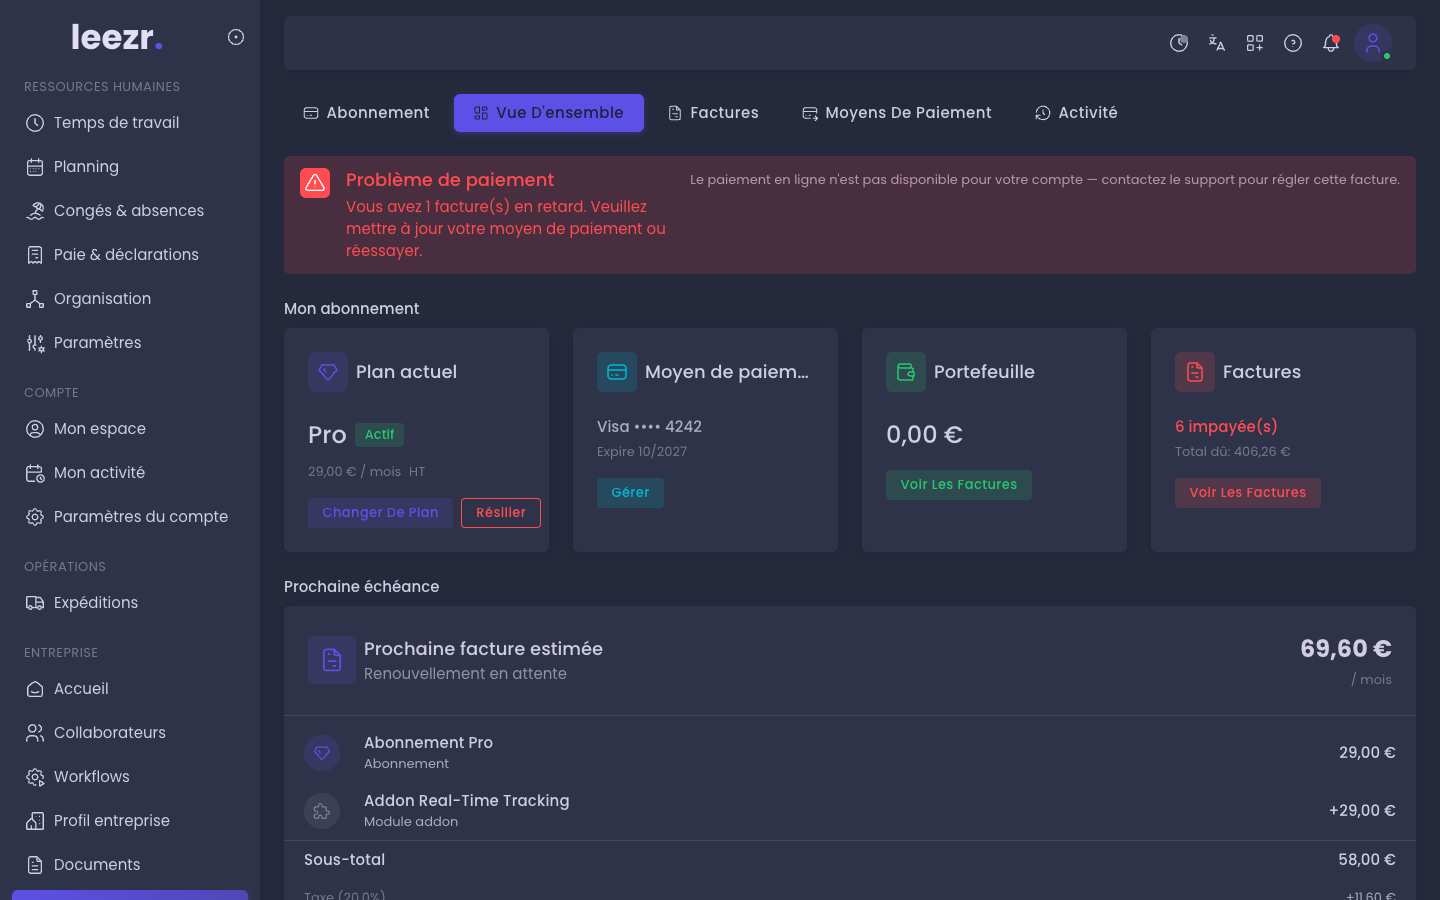 leezr.
RESSOURCES HUMAINES
Temps de travail
Planning
Congés & absences
Paie & déclarations
Organisation
Paramètres
COMPTE
Mon espace
Mon activité
Paramètres du compte
OPÉRATIONS
Expéditions
ENTREPRISE
Accueil
Collaborateurs
Workflows
Profil entreprise
Documents
Abonnement
Vue D'ensemble
Factures
Moyens De Paiement
Activité
Problème de paiement
Vous avez 1 facture(s) en retard. Veuillez
mettre à jour votre moyen de paiement ou
réessayer.
Le paiement en ligne n'est pas disponible pour votre compte — contactez le support pour régler cette facture.
Mon abonnement
Plan actuel
Pro Actif
29,00 € / mois HT
Changer De Plan Résilier
Moyen de paiem...
Visa •••• 4242
Expire 10/2027
Gérer
Portefeuille
0,00 €
Voir Les Factures
Factures
6 impayée(s)
Total dû: 406,26 €
Voir Les Factures
Prochaine échéance
Prochaine facture estimée
Renouvellement en attente
69,60 €
/ mois
Abonnement Pro
Abonnement
29,00 €
Addon Real-Time Tracking
Module addon
+29,00 €
Sous-total 58,00 €
Taxe (20.0%) +11,60 €